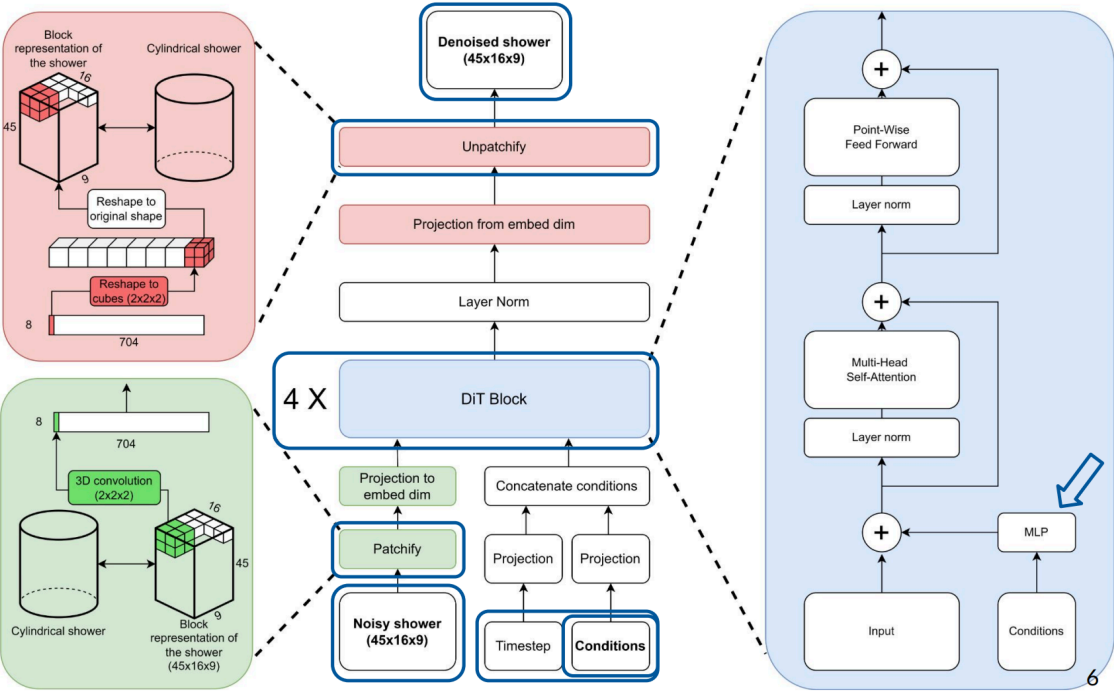 Block
representation of
the shower
Cylindrical shower
16
45
9
Reshape to
original shape
Reshape to
cubes (2x2x2)
8
704
8
704
3D convolution
(2x2x2)
16
45
9
Cylindrical shower
Block
representation of
the shower
(45x16x9)
Denoised shower
(45x16x9)
Unpatchify
Projection from embed dim
Layer Norm
4 X
DiT Block
Projection to
embed dim
Concatenate conditions
Patchify
Projection
Projection
Noisy shower
(45x16x9)
Timestep
Conditions
+
Point-Wise
Feed Forward
Layer norm
+
Multi-Head
Self-Attention
Layer norm
+
MLP
Input
Conditions
6